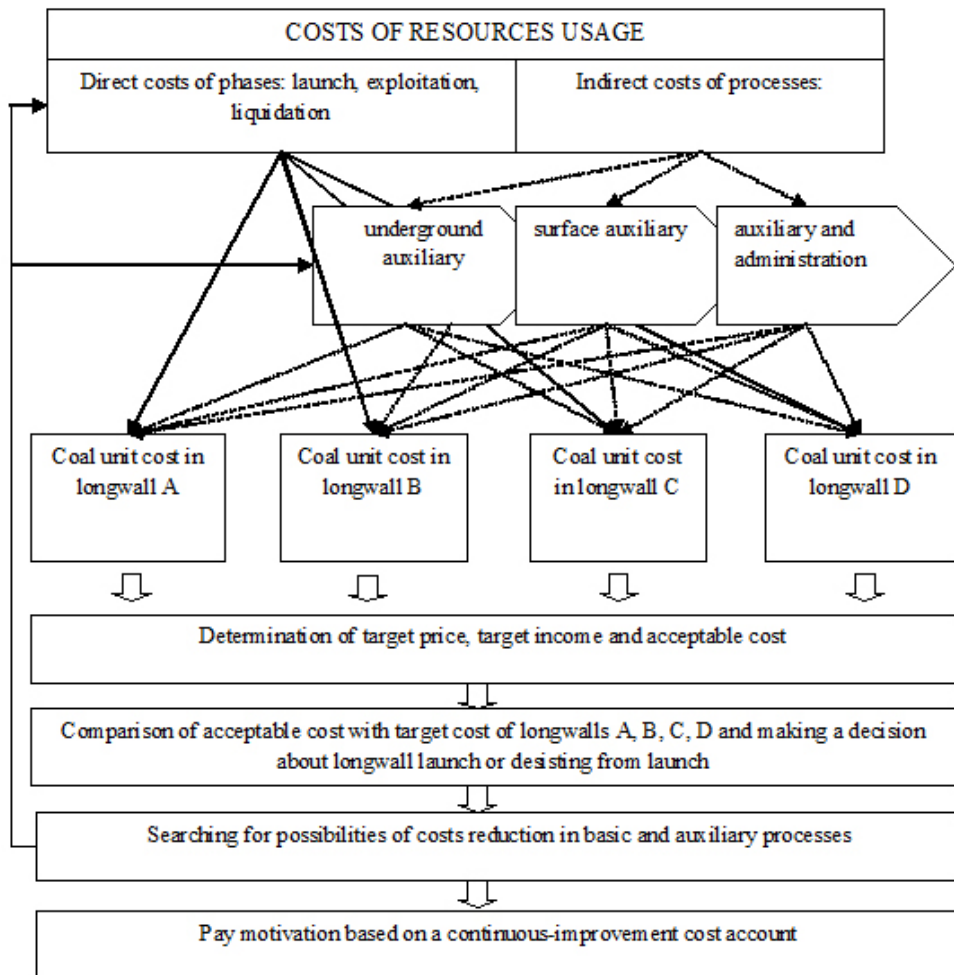 COSTS OF RESOURCES USAGE
Direct costs of phases: launch, exploitation,
liquidation
Indirect costs of processes:
underground
auxiliary
surface auxiliary
auxiliary and
administration
Coal unit cost in
longwall A
Coal unit cost in
longwall B
Coal unit cost
in longwall C
Coal unit cost in
longwall D
Determination of target price, target income and acceptable cost
Comparison of acceptable cost with target cost of longwalls A, B, C, D and making a decision
about longwall launch or desisting from launch
Searching for possibilities of costs reduction in basic and auxiliary processes
Pay motivation based on a continuous-improvement cost account